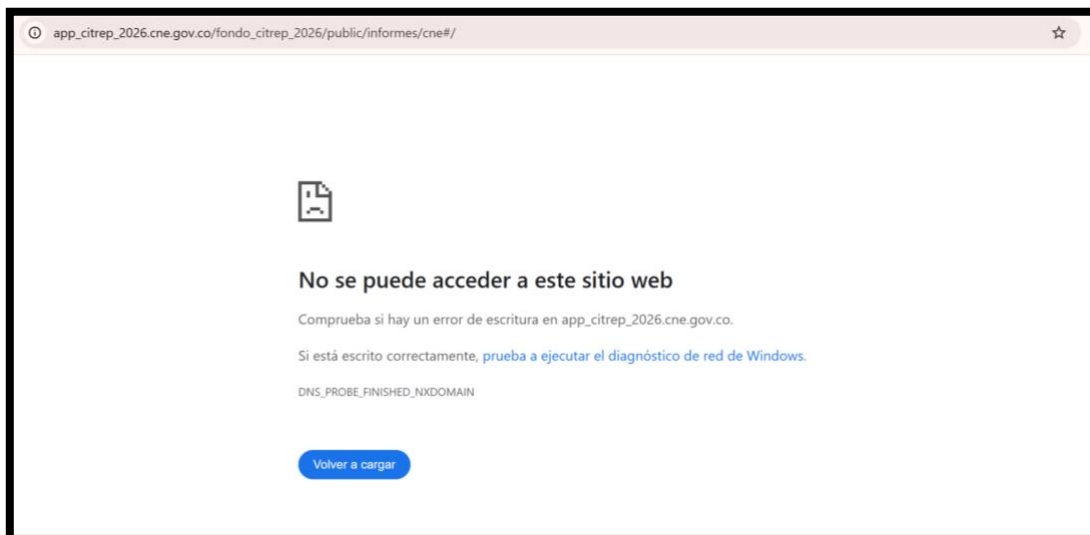 app_citrep_2026.cne.gov.co/fondo_citrep_2026/public/informes/cne#/
No se puede acceder a este sitio web
Comprueba si hay un error de escritura en app_citrep_2026.cne.gov.co.
Si está escrito correctamente, prueba a ejecutar el diagnóstico de red de Windows.
DNS_PROBE_FINISHED_NXDOMAIN
Volver a cargar